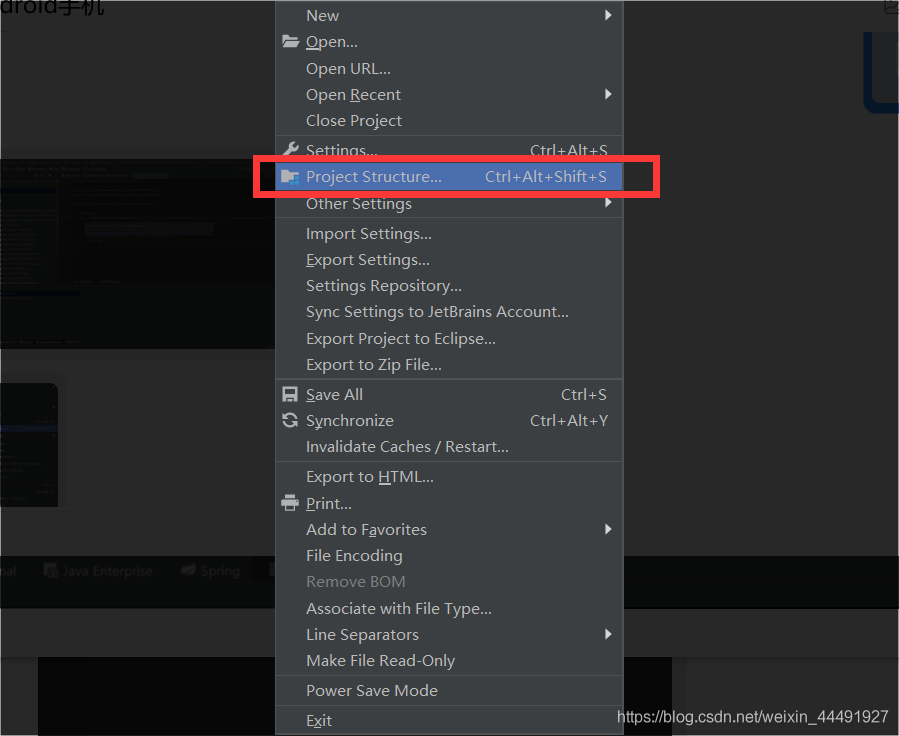 droid手机
New
Open...
Open URL...
Open Recent
Close Project
Settings... Ctrl+Alt+S
Project Structure... Ctrl+Alt+Shift+S
Other Settings
Import Settings...
Export Settings...
Settings Repository...
Sync Settings to JetBrains Account...
Export Project to Eclipse...
Export to Zip File...
Save All Ctrl+S
Synchronize Ctrl+Alt+Y
Invalidate Caches / Restart...
Export to HTML...
Print...
Add to Favorites
File Encoding
nal Java Enterprise Spring
Remove BOM
Associate with File Type...
Line Separators
Make File Read-Only
Power Save Mode
Exit
https://blog.csdn.net/weixin_44491927